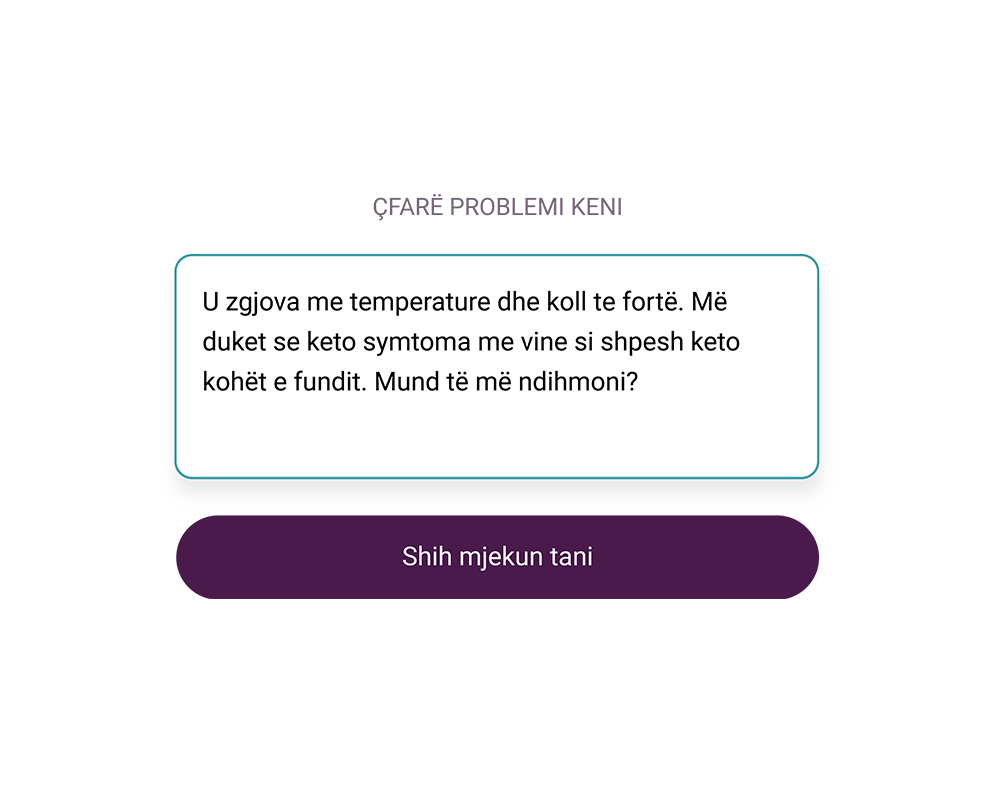 ÇFARË PROBLEMI KENI
U zgjova me temperature dhe koll te fortë. Më
duket se keto symtoma me vine si shpesh keto
kohët e fundit. Mund të më ndihmoni?
Shih mjekun tani